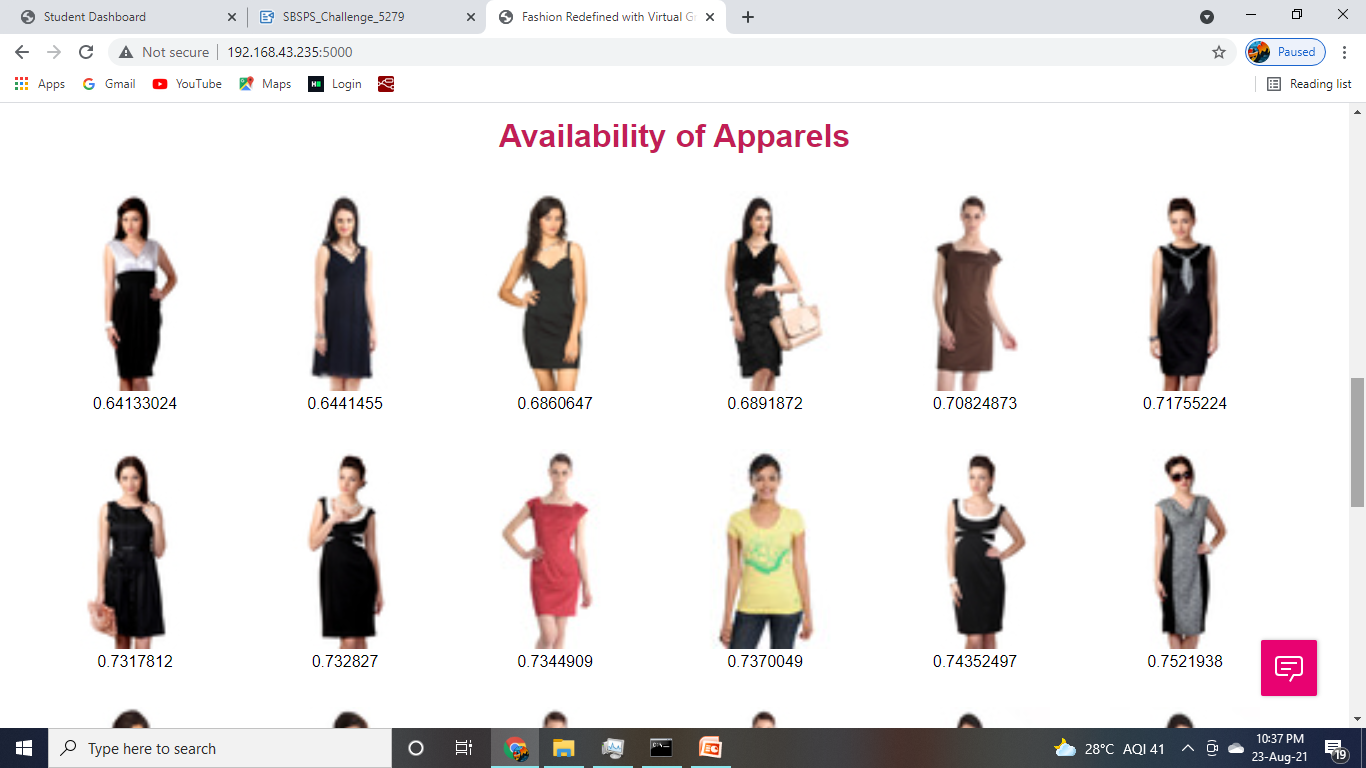 Student Dashboard
SBSPS_Challenge_5279
Fashion Redefined with Virtual G
Not secure
192.168.43.235:5000
Paused
Apps
Gmail
YouTube
Maps
Login
Reading list
Availability of Apparels
0.64133024
0.6441455
0.6860647
0.6891872
0.70824873
0.71755224
0.7317812
0.732827
0.7344909
0.7370049
0.74352497
0.7521938
Type here to search
28°C AQI 41
10:37 PM
23-Aug-21
19